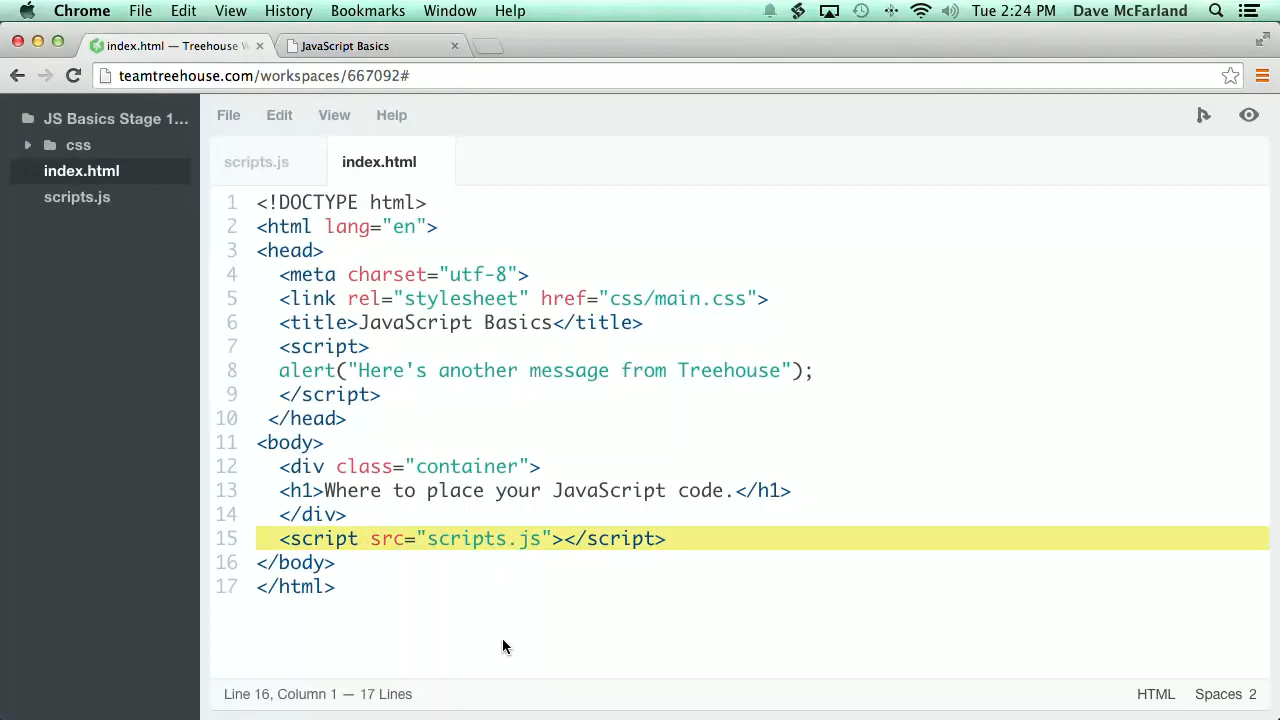 Chrome File Edit View History Bookmarks Window Help Tue 2:24 PM Dave McFarland
index.html — Treehouse W JavaScript Basics
teamtreehouse.com/workspaces/667092#
JS Basics Stage 1...
css
index.html
scripts.js
File Edit View Help
scripts.js index.html
1 <!DOCTYPE html>
2 <html lang="en">
3 <head>
4   <meta charset="utf-8">
5   <link rel="stylesheet" href="css/main.css">
6   <title>JavaScript Basics</title>
7   <script>
8   alert("Here's another message from Treehouse");
9   </script>
10  </head>
11 <body>
12   <div class="container">
13   <h1>Where to place your JavaScript code.</h1>
14   </div>
15   <script src="scripts.js"></script>
16 </body>
17 </html>
Line 16, Column 1 — 17 Lines HTML Spaces 2